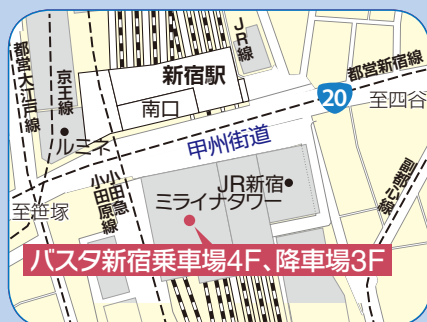 都営大江戸線
京王線
ルミネ
新宿駅
南口
JR線
都営新宿線
20
至四谷
甲州街道
副都心線
小田急
小田原線
至笹塚
JR新宿
ミライナタワー
バスタ新宿乗車場4F、降車場3F